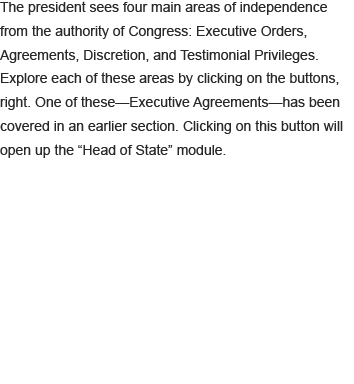 The president sees four main areas of independence
from the authority of Congress: Executive Orders,
Agreements, Discretion, and Testimonial Privileges.
Explore each of these areas by clicking on the buttons,
right. One of these—Executive Agreements—has been
covered in an earlier section. Clicking on this button will
open up the “Head of State” module.